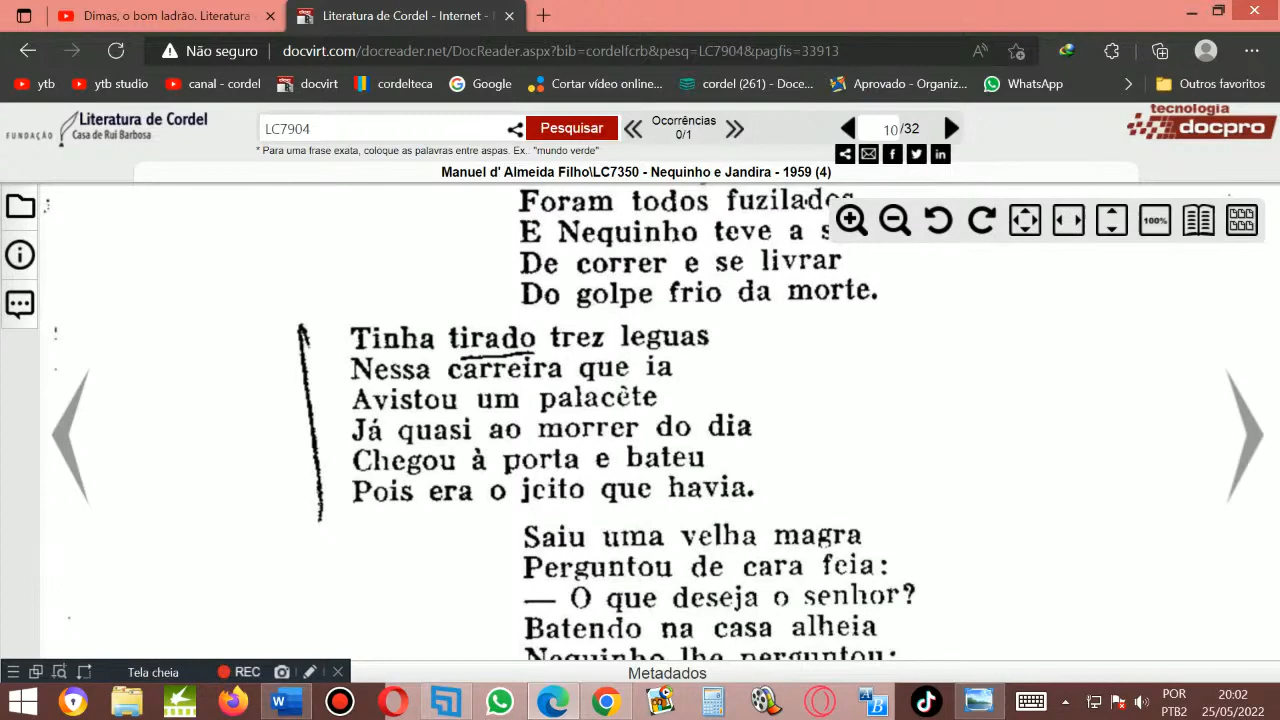 Dimas, o bom ladrão. Literatura
Literatura de Cordel - Internet -
Não seguro
docvirt.com/docreader.net/DocReader.aspx?bib=cordelfcrb&pesq=LC7904&pagfis=33913
ytb
ytb studio
canal - cordel
docvirt
cordelteca
Google
Cortar vídeo online...
cordel (261) - Doce...
Aprovado - Organiz...
WhatsApp
Outros favoritos
FUNDAÇÃO
Literatura de Cordel
Casa de Rui Barbosa
LC7904
Pesquisar
Ocorrências
0/1
10 /32
* Para uma frase exata, coloque as palavras entre aspas. Ex.. "mundo verde"
tecnologia
docpro
Manuel d' Almeida Filho\LC7350 - Nequinho e Jandira - 1959 (4)
100%
Foram todos fuzilados
E Nequinho teve a s
De correr e se livrar
Do golpe frio da morte.
Tinha tirado trez leguas
Nessa carreira que ia
Avistou um palacète
Já quasi ao morrer do dia
Chegou à porta e bateu
Pois era o jeito que havia.
Saiu uma velha magra
Perguntou de cara feia:
— O que deseja o senhor?
Batendo na casa alheia
Nequinho lhe perguntou:
Tela cheia
REC
Metadados
POR
PTB2
20:02
25/05/2022